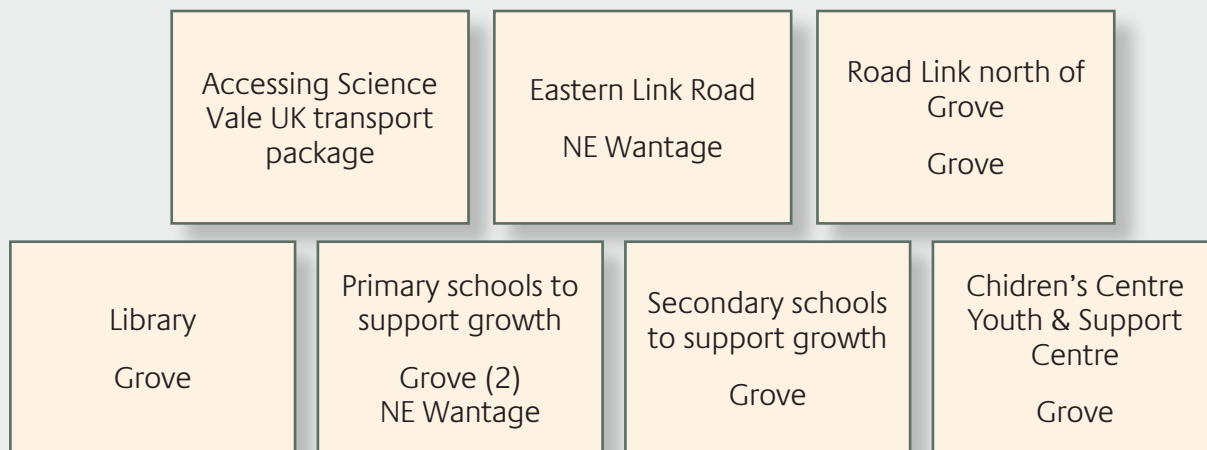 Accessing Science
Vale UK transport
package
Eastern Link Road
NE Wantage
Road Link north of
Grove
Grove
Library
Grove
Primary schools to
support growth
Grove (2)
NE Wantage
Secondary schools
to support growth
Grove
Chidren's Centre
Youth & Support
Centre
Grove